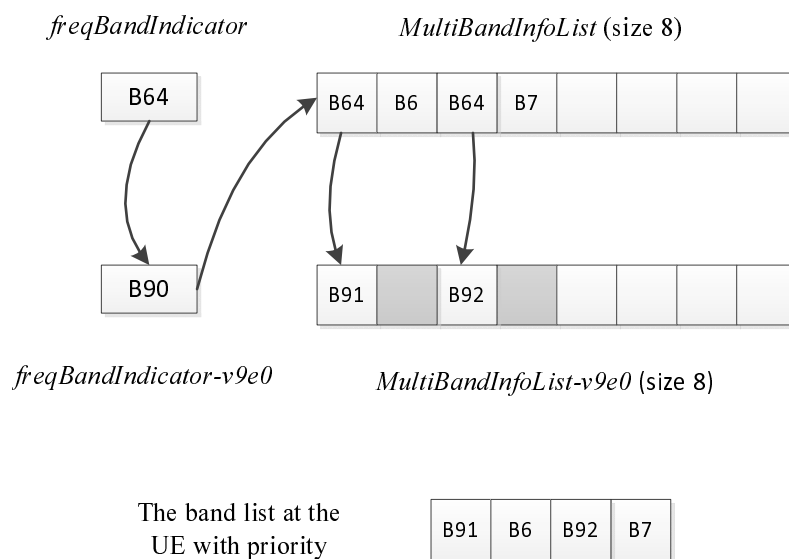 freqBandIndicator
MultiBandInfoList (size 8)
B64
B64 B6 B64 B7
B90
B91 B92
freqBandIndicator-v9e0
MultiBandInfoList-v9e0 (size 8)
The band list at the
UE with priority
B91 B6 B92 B7